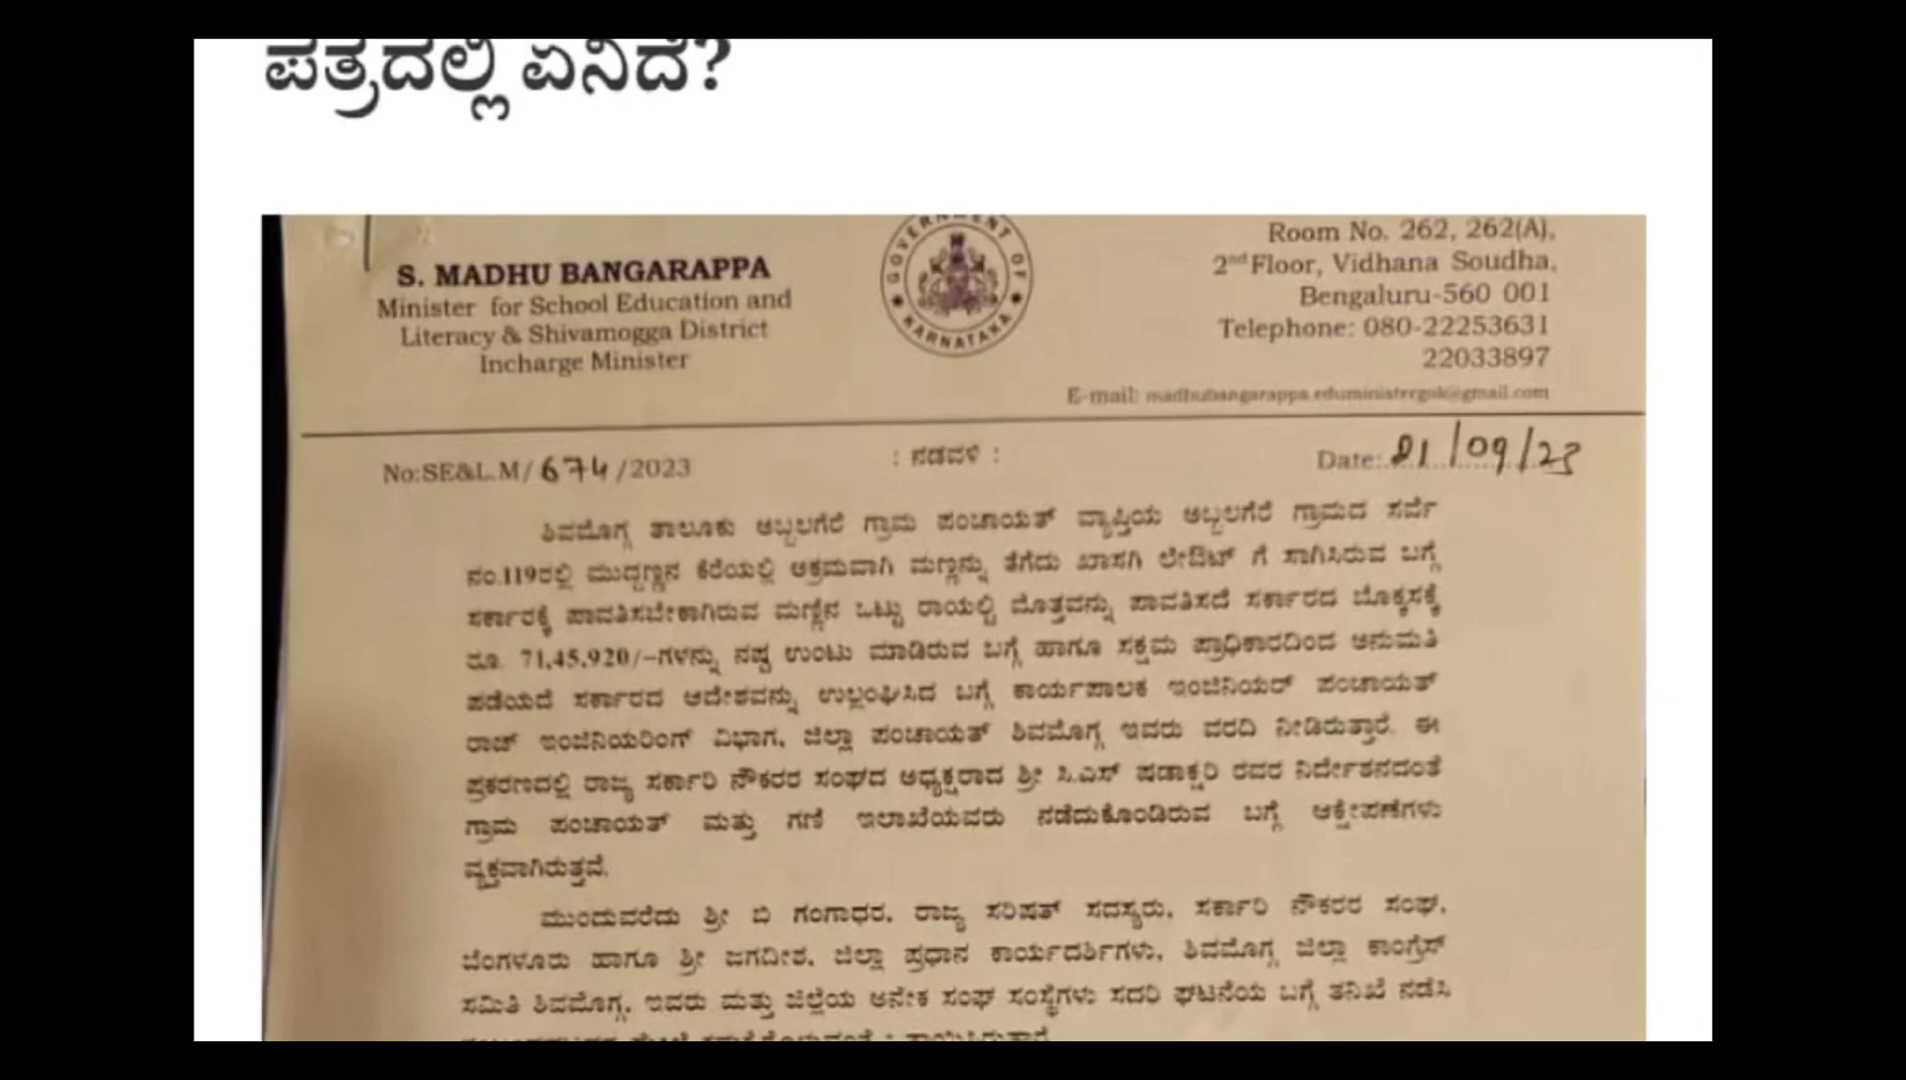 ಪತ್ರದಲ್ಲಿ ಏನಿದೆ?
S. MADHU BANGARAPPA
Minister for School Education and
Literacy & Shivamogga District
Incharge Minister
GOVERNMENT OF
KARNATAKA
Room No. 262, 262(A),
2nd Floor, Vidhana Soudha,
Bengaluru-560 001
Telephone: 080-22253631
22033897
E-mail: madhubangarappa.eduministergok@gmail.com
No:SE&L.M/674/2023
: ನಡವಳಿ :
Date: 01/09/23
ಶಿವಮೊಗ್ಗ ತಾಲೂಕು ಅಬ್ಬಲಗೆರೆ ಗ್ರಾಮ ಪಂಚಾಯತ್ ವ್ಯಾಪ್ತಿಯ ಅಬ್ಬಲಗೆರೆ ಗ್ರಾಮದ ಸರ್ವೆ
ನಂ.119ರಲ್ಲಿ ಮುದ್ದಣ್ಣನ ಕೆರೆಯಲ್ಲಿ ಅಕ್ರಮವಾಗಿ ಮಣ್ಣನ್ನು ತೆಗೆದು ಖಾಸಗಿ ಲೇಔಟ್ ಗೆ ಸಾಗಿಸಿರುವ ಬಗ್ಗೆ
ಸರ್ಕಾರಕ್ಕೆ ಪಾವತಿಸಬೇಕಾಗಿರುವ ಮಣ್ಣಿನ ಒಟ್ಟು ರಾಯಲ್ಟಿ ಮೊತ್ತವನ್ನು ಪಾವತಿಸದೆ ಸರ್ಕಾರದ ಬೊಕ್ಕಸಕ್ಕೆ
ರೂ. 71,45,920/-ಗಳನ್ನು ನಷ್ಟ ಉಂಟು ಮಾಡಿರುವ ಬಗ್ಗೆ ಹಾಗೂ ಸಕ್ಷಮ ಪ್ರಾಧಿಕಾರದಿಂದ ಅನುಮತಿ
ಪಡೆಯದೆ ಸರ್ಕಾರದ ಆದೇಶವನ್ನು ಉಲ್ಲಂಘಿಸಿದ ಬಗ್ಗೆ ಕಾರ್ಯಪಾಲಕ ಇಂಜಿನಿಯರ್ ಪಂಚಾಯತ್
ರಾಜ್ ಇಂಜಿನಿಯರಿಂಗ್ ವಿಭಾಗ, ಜಿಲ್ಲಾ ಪಂಚಾಯತ್ ಶಿವಮೊಗ್ಗ ಇವರು ವರದಿ ನೀಡಿರುತ್ತಾರೆ. ಈ
ಪ್ರಕರಣದಲ್ಲಿ ರಾಜ್ಯ ಸರ್ಕಾರಿ ನೌಕರರ ಸಂಘದ ಅಧ್ಯಕ್ಷರಾದ ಶ್ರೀ ಸಿ.ಎಸ್ ಷಡಾಕ್ಷರಿ ರವರ ನಿರ್ದೇಶನದಂತೆ
ಗ್ರಾಮ ಪಂಚಾಯತ್ ಮತ್ತು ಗಣಿ ಇಲಾಖೆಯವರು ನಡೆದುಕೊಂಡಿರುವ ಬಗ್ಗೆ ಆಕ್ಷೇಪಣೆಗಳು
ವ್ಯಕ್ತವಾಗಿರುತ್ತವೆ.
ಮುಂದುವರೆದು ಶ್ರೀ ಬಿ ಗಂಗಾಧರ, ರಾಜ್ಯ ಪರಿಷತ್ ಸದಸ್ಯರು, ಸರ್ಕಾರಿ ನೌಕರರ ಸಂಘ,
ಬೆಂಗಳೂರು ಹಾಗೂ ಶ್ರೀ ಜಗದೀಶ, ಜಿಲ್ಲಾ ಪ್ರಧಾನ ಕಾರ್ಯದರ್ಶಿಗಳು, ಶಿವಮೊಗ್ಗ ಜಿಲ್ಲಾ ಕಾಂಗ್ರೆಸ್
ಸಮಿತಿ ಶಿವಮೊಗ್ಗ, ಇವರು ಮತ್ತು ಜಿಲ್ಲೆಯ ಅನೇಕ ಸಂಘ ಸಂಸ್ಥೆಗಳು ಸದರಿ ಘಟನೆಯ ಬಗ್ಗೆ ತನಿಖೆ ನಡೆಸಿ